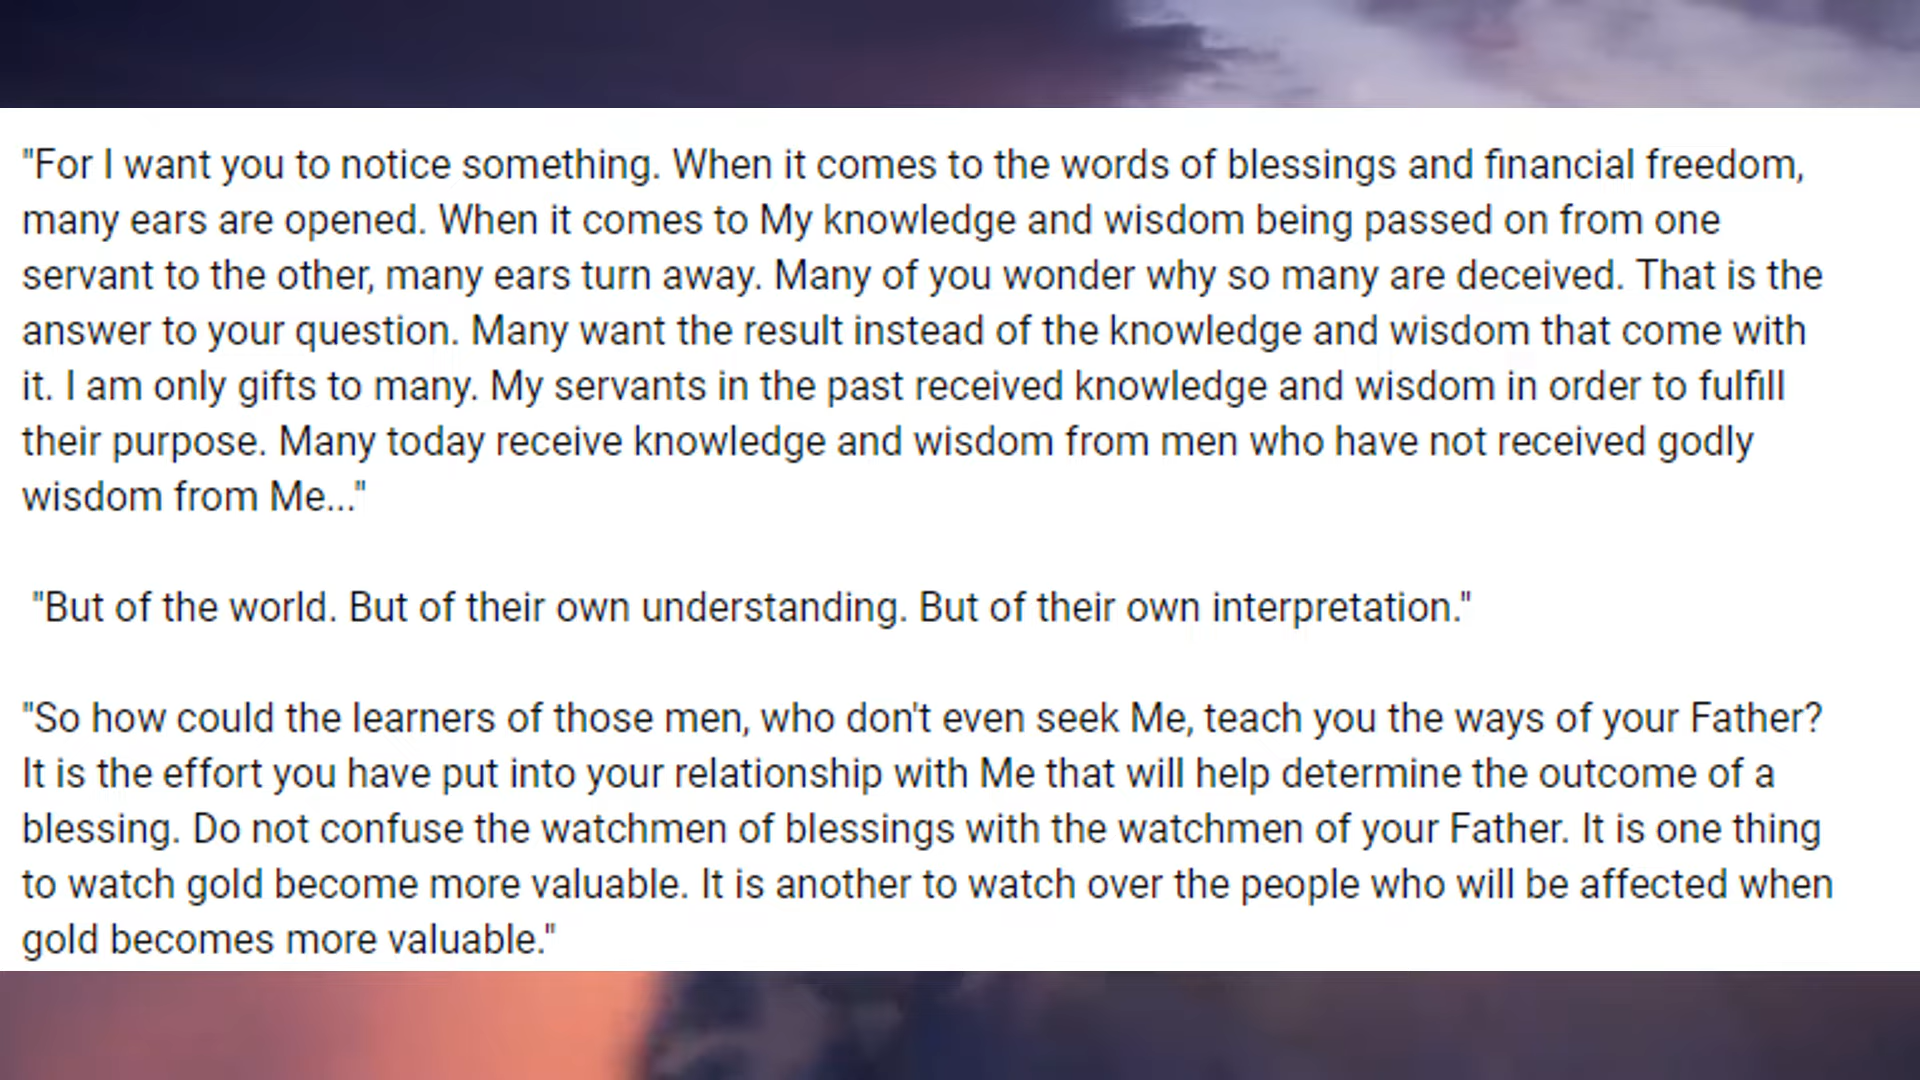 "For I want you to notice something. When it comes to the words of blessings and financial freedom,
many ears are opened. When it comes to My knowledge and wisdom being passed on from one
servant to the other, many ears turn away. Many of you wonder why so many are deceived. That is the
answer to your question. Many want the result instead of the knowledge and wisdom that come with
it. I am only gifts to many. My servants in the past received knowledge and wisdom in order to fulfill
their purpose. Many today receive knowledge and wisdom from men who have not received godly
wisdom from Me..."
"But of the world. But of their own understanding. But of their own interpretation."
"So how could the learners of those men, who don't even seek Me, teach you the ways of your Father?
It is the effort you have put into your relationship with Me that will help determine the outcome of a
blessing. Do not confuse the watchmen of blessings with the watchmen of your Father. It is one thing
to watch gold become more valuable. It is another to watch over the people who will be affected when
gold becomes more valuable."